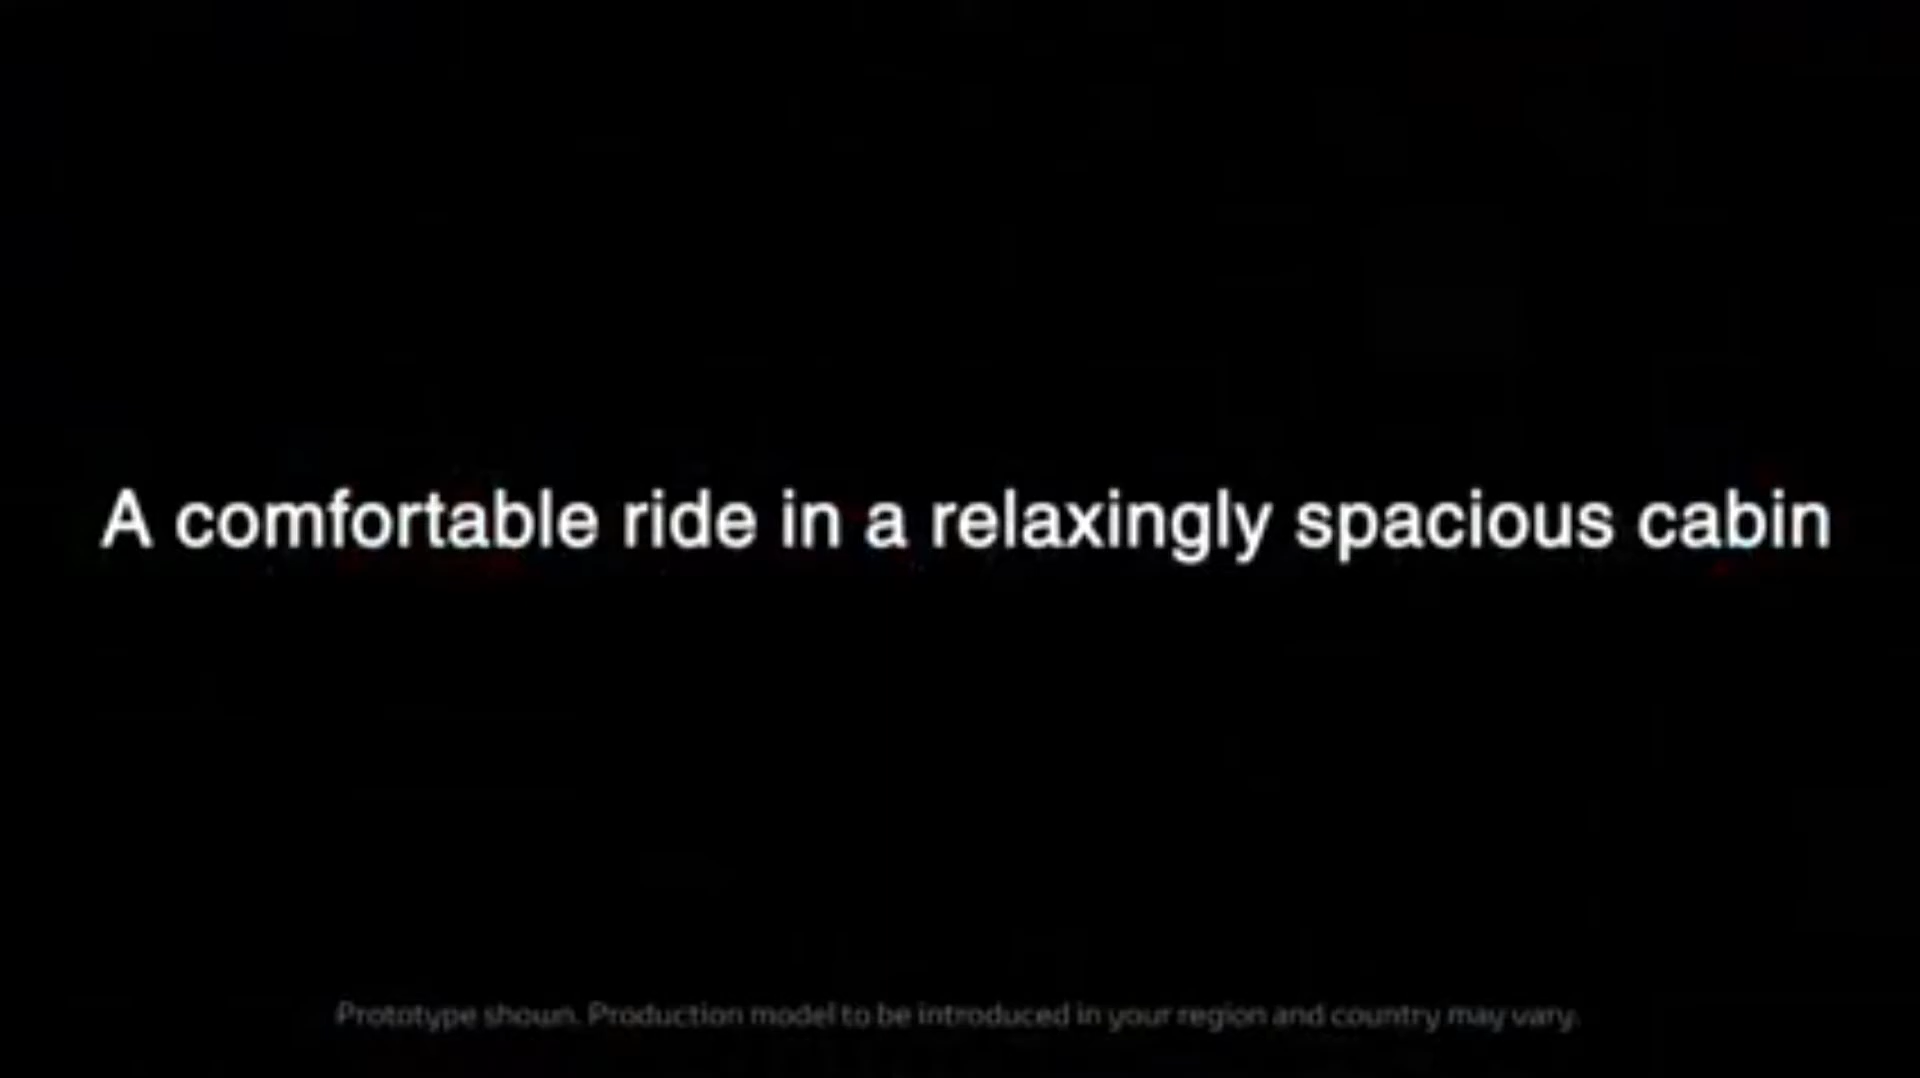 A comfortable ride in a relaxingly spacious cabin
Prototype shown. Production model to be introduced in your region and country may vary.